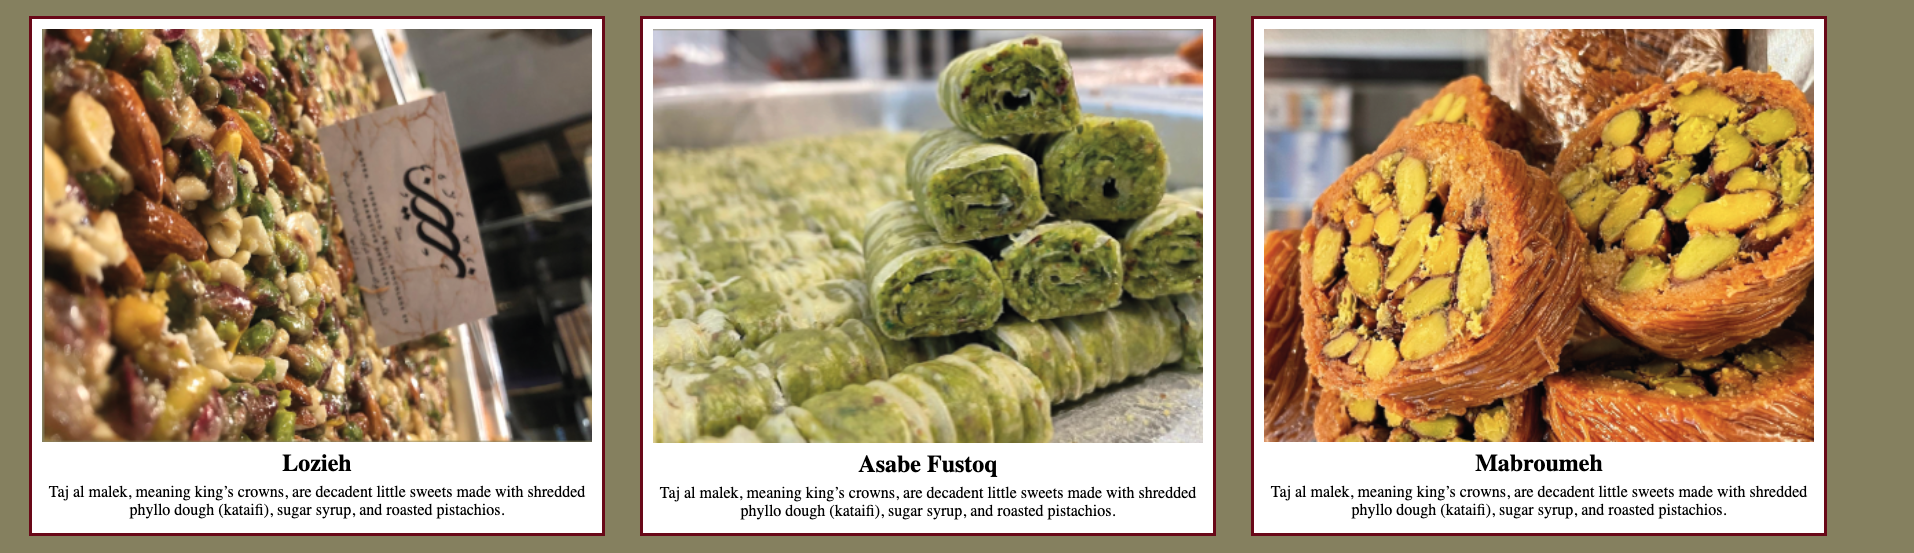 Lozieh
Taj al malek, meaning king’s crowns, are decadent little sweets made with shredded
phyllo dough (kataifi), sugar syrup, and roasted pistachios.
Asabe Fustoq
Taj al malek, meaning king’s crowns, are decadent little sweets made with shredded
phyllo dough (kataifi), sugar syrup, and roasted pistachios.
Mabroumeh
Taj al malek, meaning king’s crowns, are decadent little sweets made with shredded
phyllo dough (kataifi), sugar syrup, and roasted pistachios.